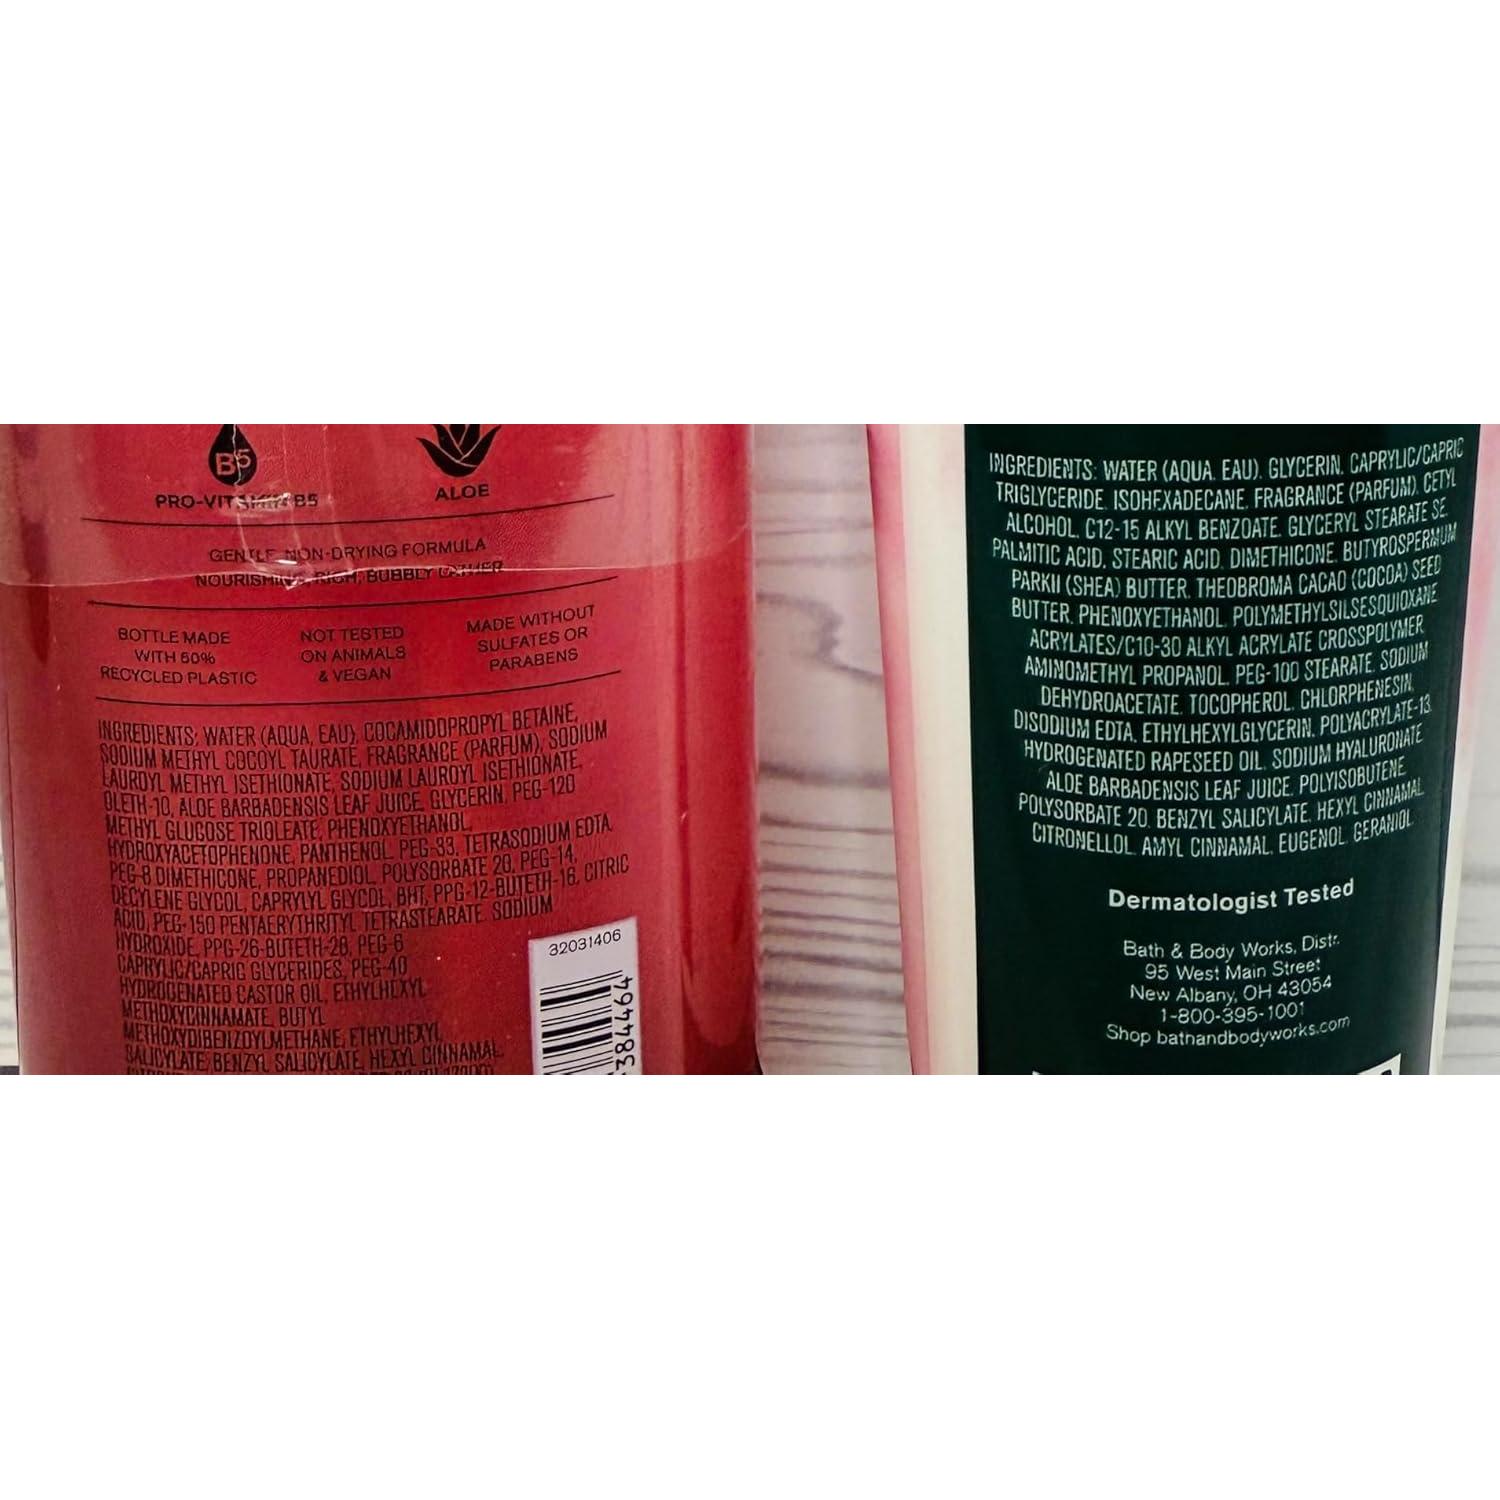 B5
PRO-VITAMIN B5
ALOE
GENTLE, NON-DRYING FORMULA
NOURISHING, RICH, BUBBLY LATHER
BOTTLE MADE
WITH 50%
RECYCLED PLASTIC
NOT TESTED
ON ANIMALS
& VEGAN
MADE WITHOUT
SULFATES OR
PARABENS
INGREDIENTS: WATER (AQUA, EAU), COCAMIDOPROPYL BETAINE,
SODIUM METHYL COCOYL TAURATE, FRAGRANCE (PARFUM), SODIUM
LAUROYL METHYL ISETHIONATE, SODIUM LAUROYL ISETHIONATE,
OLETH-10, ALOE BARBADENSIS LEAF JUICE, GLYCERIN, PEG-120
METHYL GLUCOSE TRIOLEATE, PHENOXYETHANOL,
HYDROXYACETOPHENONE, PANTHENOL, PEG-33, TETRASODIUM EDTA,
PEG-8 DIMETHICONE, PROPANEDIOL, POLYSORBATE 20, PEG-14,
DECYLENE GLYCOL, CAPRYLYL GLYCOL, BHT, PPG-12-BUTETH-16, CITRIC
ACID, PEG-150 PENTAERYTHRITYL TETRASTEARATE, SODIUM
HYDROXIDE, PPG-26-BUTETH-26, PEG-6
CAPRYLIC/CAPRIC GLYCERIDES, PEG-40
HYDROGENATED CASTOR OIL, ETHYLHEXYL
METHOXYCINNAMATE, BUTYL
METHOXYDIBENZOYLMETHANE, ETHYLHEXYL
SALICYLATE, BENZYL SALICYLATE, HEXYL CINNAMAL,
32031406
384464
INGREDIENTS: WATER (AQUA, EAU), GLYCERIN, CAPRYLIC/CAPRIC
TRIGLYCERIDE, ISOHEXADECANE, FRAGRANCE (PARFUM), CETYL
ALCOHOL, C12-15 ALKYL BENZOATE, GLYCERYL STEARATE SE,
PALMITIC ACID, STEARIC ACID, DIMETHICONE, BUTYROSPERMUM
PARKII (SHEA) BUTTER, THEOBROMA CACAO (COCOA) SEED
BUTTER, PHENOXYETHANOL, POLYMETHYLSILSESQUIOXANE,
ACRYLATES/C10-30 ALKYL ACRYLATE CROSSPOLYMER,
AMINOMETHYL PROPANOL, PEG-100 STEARATE, SODIUM
DEHYDROACETATE, TOCOPHEROL, CHLORPHENESIN,
DISODIUM EDTA, ETHYLHEXYLGLYCERIN, POLYACRYLATE-13,
HYDROGENATED RAPESEED OIL, SODIUM HYALURONATE,
ALOE BARBADENSIS LEAF JUICE, POLYISOBUTENE,
POLYSORBATE 20, BENZYL SALICYLATE, HEXYL CINNAMAL,
CITRONELLOL, AMYL CINNAMAL, EUGENOL, GERANIOL.
Dermatologist Tested
Bath & Body Works, Distr.
95 West Main Street
New Albany, OH 43054
1-800-395-1001
Shop bathandbodyworks.com